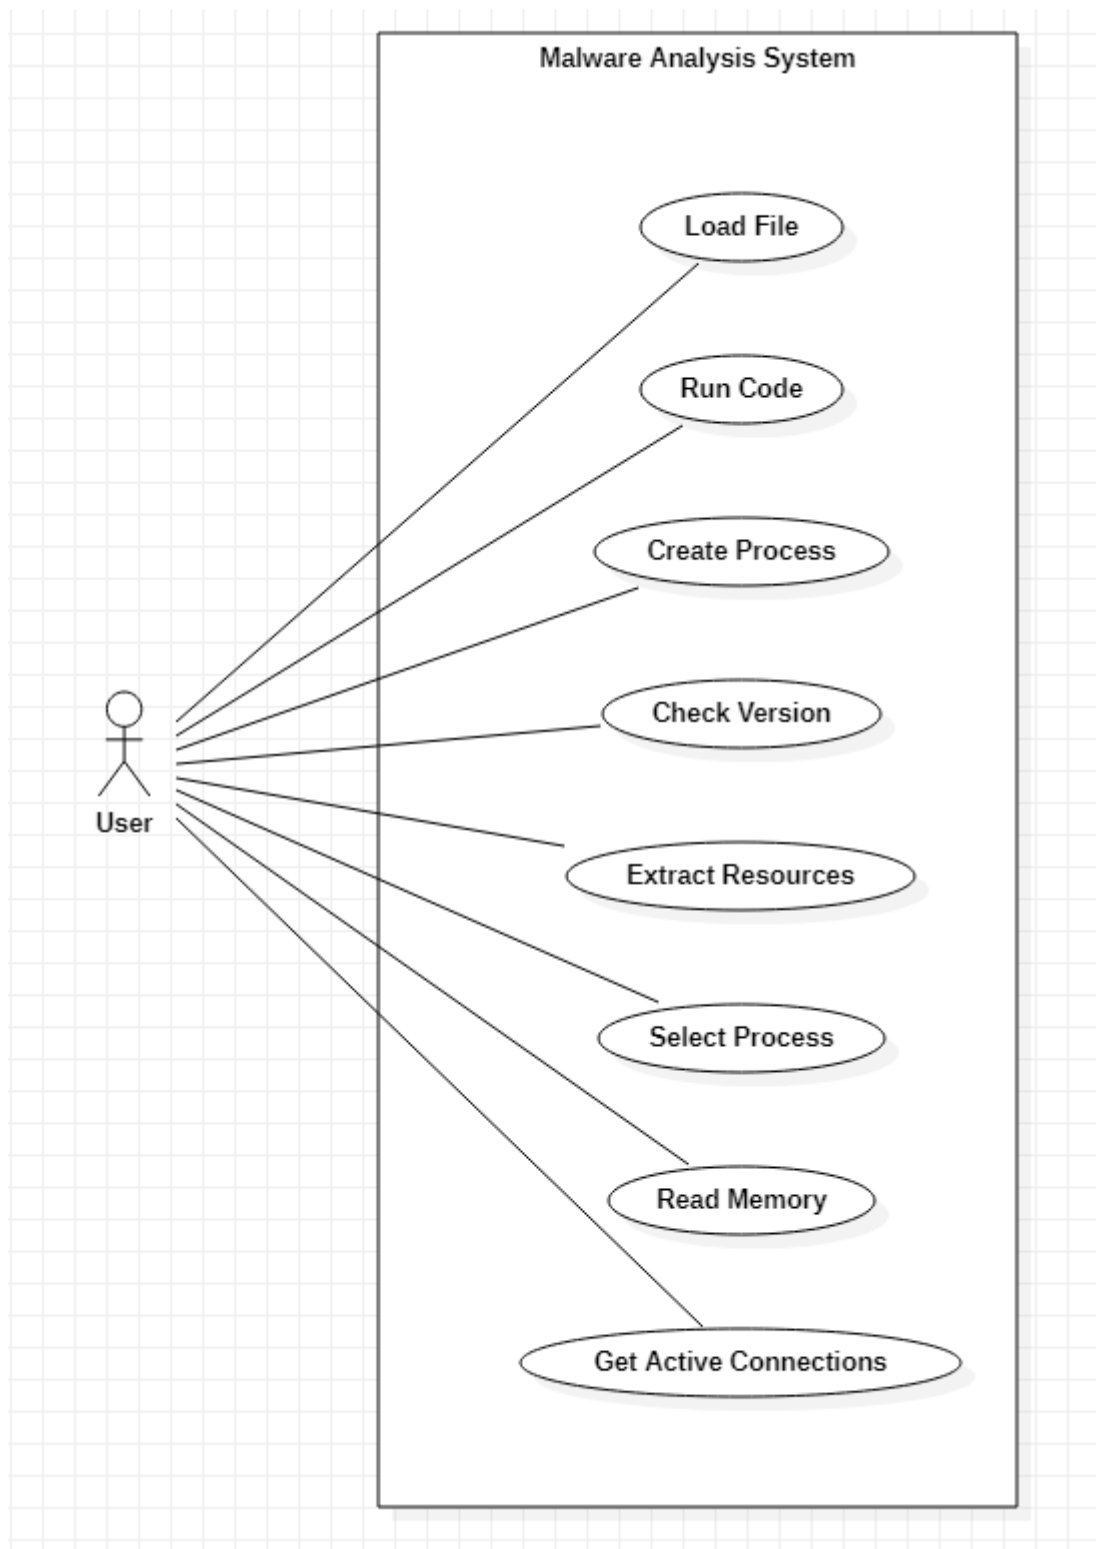 Malware Analysis System
Load File
Run Code
Create Process
Check Version
User
Extract Resources
Select Process
Read Memory
Get Active Connections